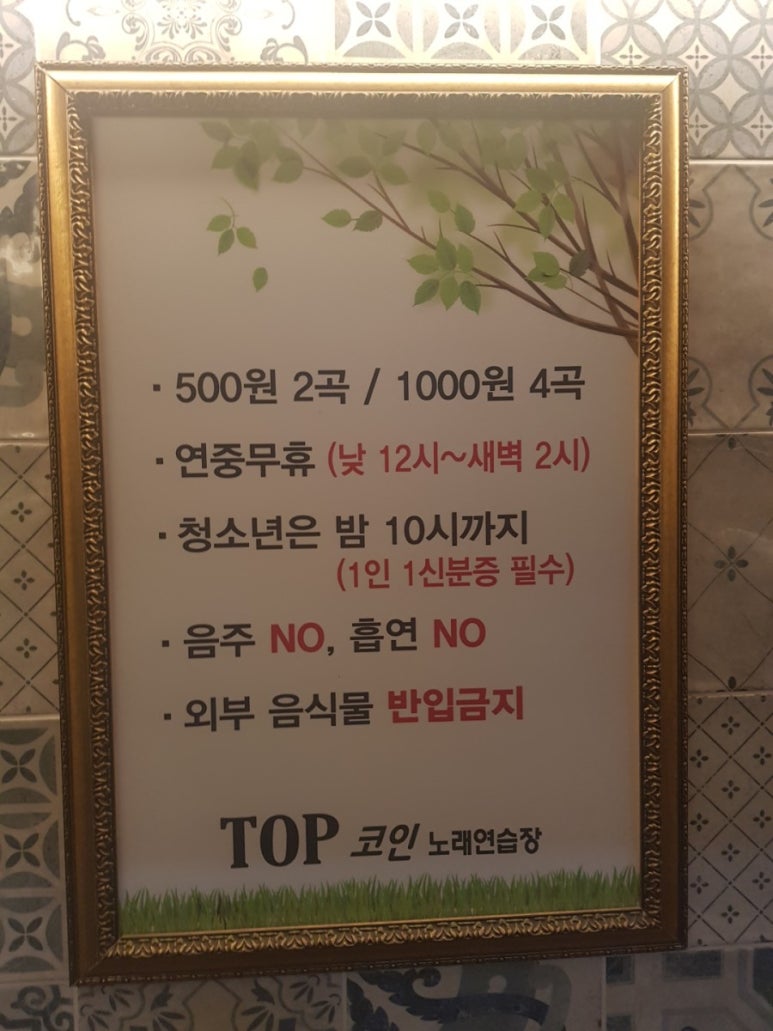 · 500원 2곡 / 1000원 4곡
· 연중무휴 (낮 12시~새벽 2시)
· 청소년은 밤 10시까지
(1인 1신분증 필수)
· 음주 NO, 흡연 NO
· 외부 음식물 반입금지
TOP 코인 노래연습장